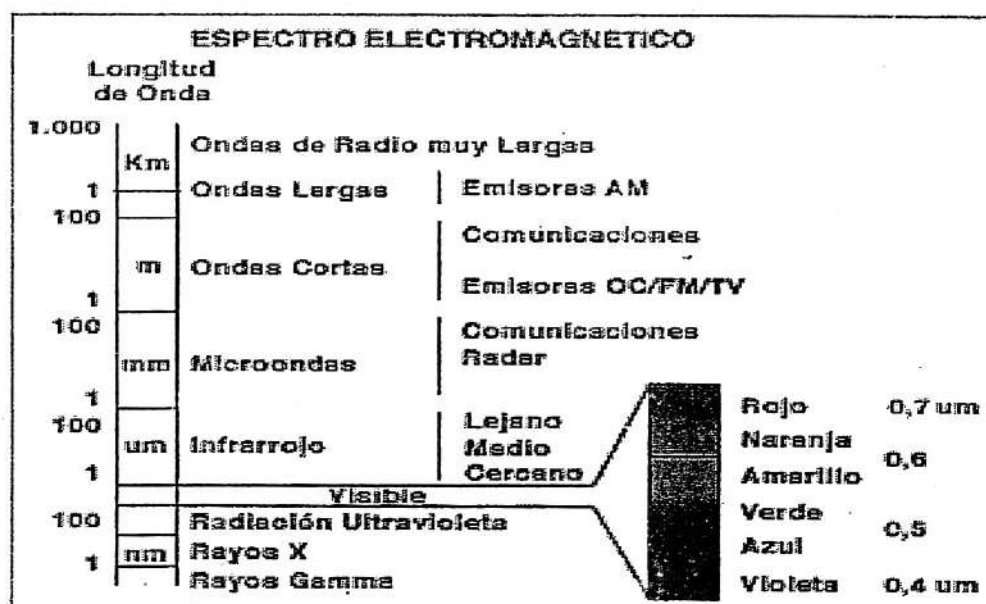 ESPECTRO ELECTROMAGNETICO
Longitud
de Onda
1.000
Km
Ondas de Radio muy Largas
1
Ondas Largas
Emisoras AM
100
Comunicaciones
m
Ondas Cortas
Emisoras OC/FM/TV
1
100
Comunicaciones
Radar
mm
Microondas
1
100
Lejano
um
Infrarrojo
Medio
1
Cercano
Visible
100
Radiación Ultravioleta
nm
Rayos X
1
Rayos Gamma
Rojo 0,7 um
Naranja
0,6
Amarillo
Verde
0,5
Azul
Violeta 0,4 um